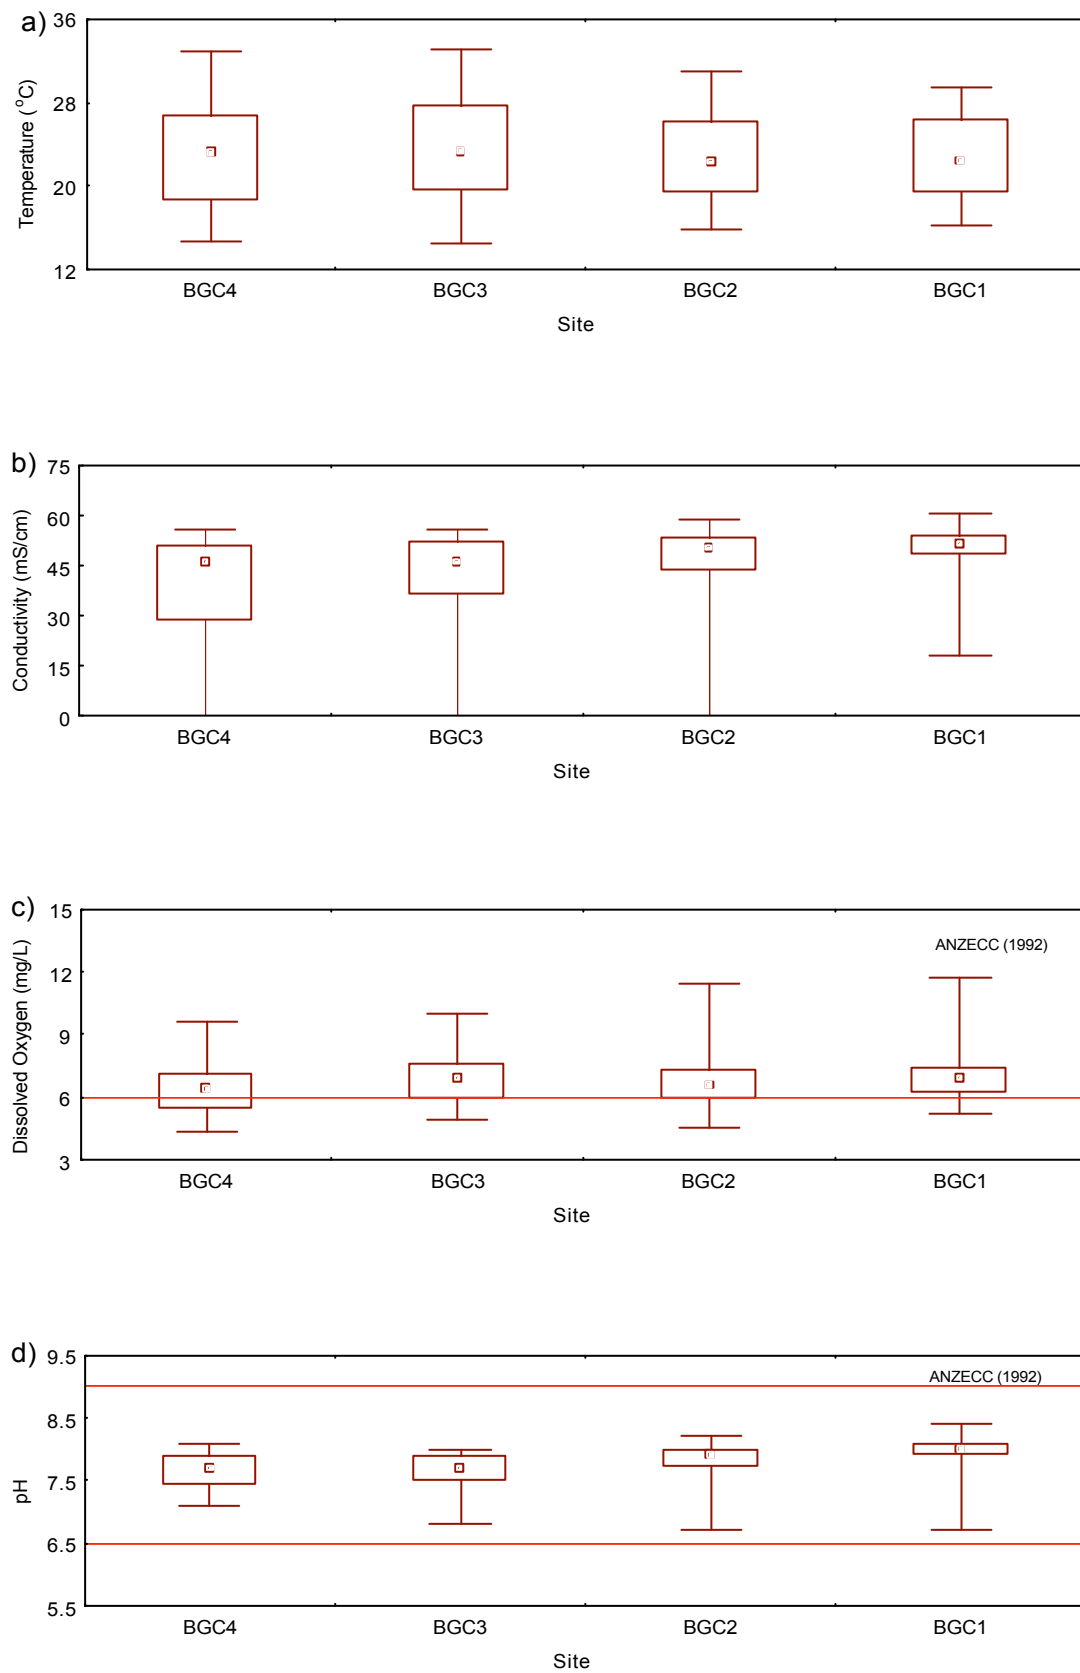 a)
36
28
20
12
Temperature (°C)
BGC4 BGC3 BGC2 BGC1
Site
b)
75
60
45
30
15
0
Conductivity (mS/cm)
BGC4 BGC3 BGC2 BGC1
Site
c)
15
12
9
6
3
Dissolved Oxygen (mg/L)
ANZECC (1992)
BGC4 BGC3 BGC2 BGC1
Site
d)
9.5
8.5
7.5
6.5
5.5
pH
ANZECC (1992)
BGC4 BGC3 BGC2 BGC1
Site